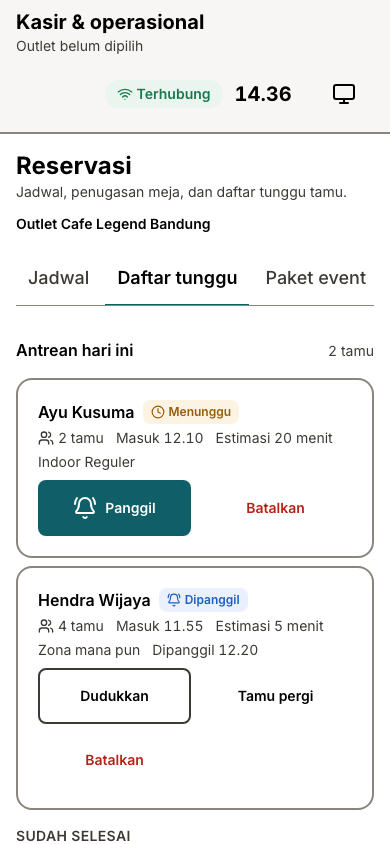 Kasir & operasional
Outlet belum dipilih
Terhubung 14.36
Reservasi
Jadwal, penugasan meja, dan daftar tunggu tamu.
Outlet Cafe Legend Bandung
Jadwal Daftar tunggu Paket event
Antrean hari ini 2 tamu
Ayu Kusuma Menunggu
2 tamu Masuk 12.10 Estimasi 20 menit
Indoor Reguler
Panggil Batalkan
Hendra Wijaya Dipanggil
4 tamu Masuk 11.55 Estimasi 5 menit
Zona mana pun Dipanggil 12.20
Dudukkan Tamu pergi
Batalkan
SUDAH SELESAI